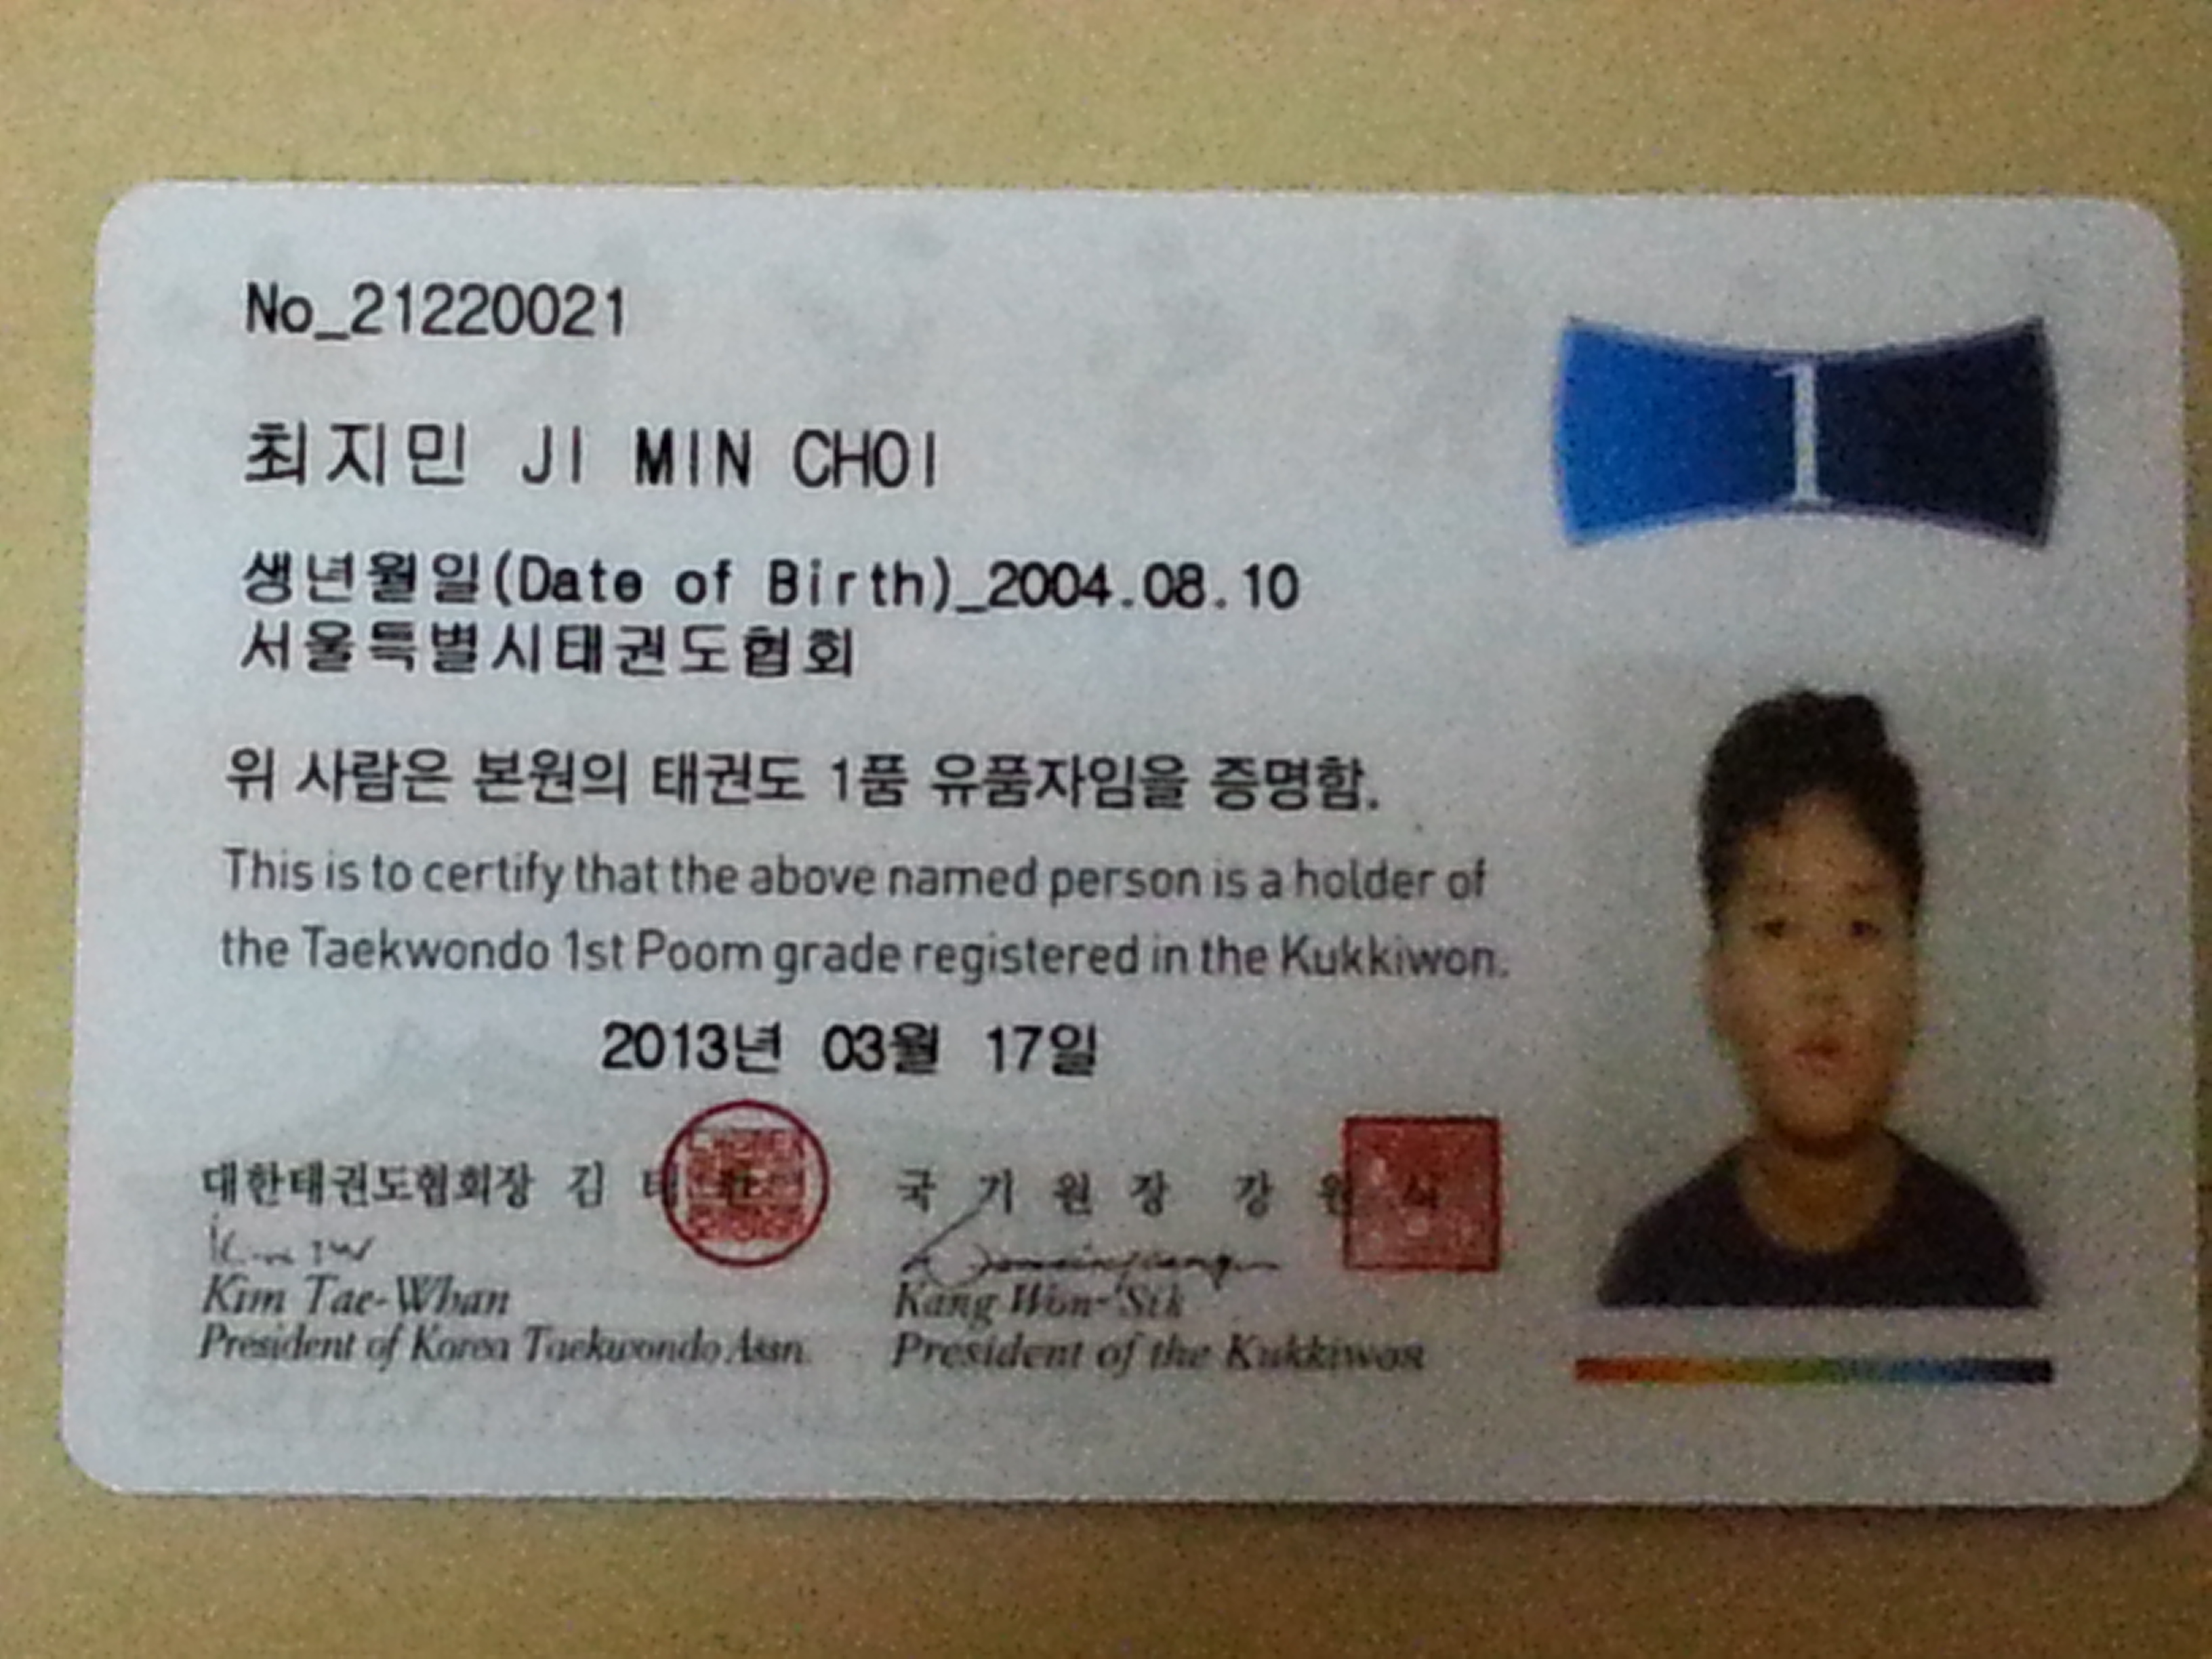 No_21220021
최지민 JI MIN CHOI
생년월일(Date of Birth)_2004.08.10
서울특별시태권도협회
위 사람은 본원의 태권도 1품 유품자임을 증명함.
This is to certify that the above named person is a holder of
the Taekwondo 1st Poom grade registered in the Kukkiwon.
2013년 03월 17일
대한태권도협회장 김 태
Kim Tae-Whan
President of Korea Taekwondo Assn.
국 기 원 장 강 원 식
Kang Won-Sik
President of the Kukkiwon